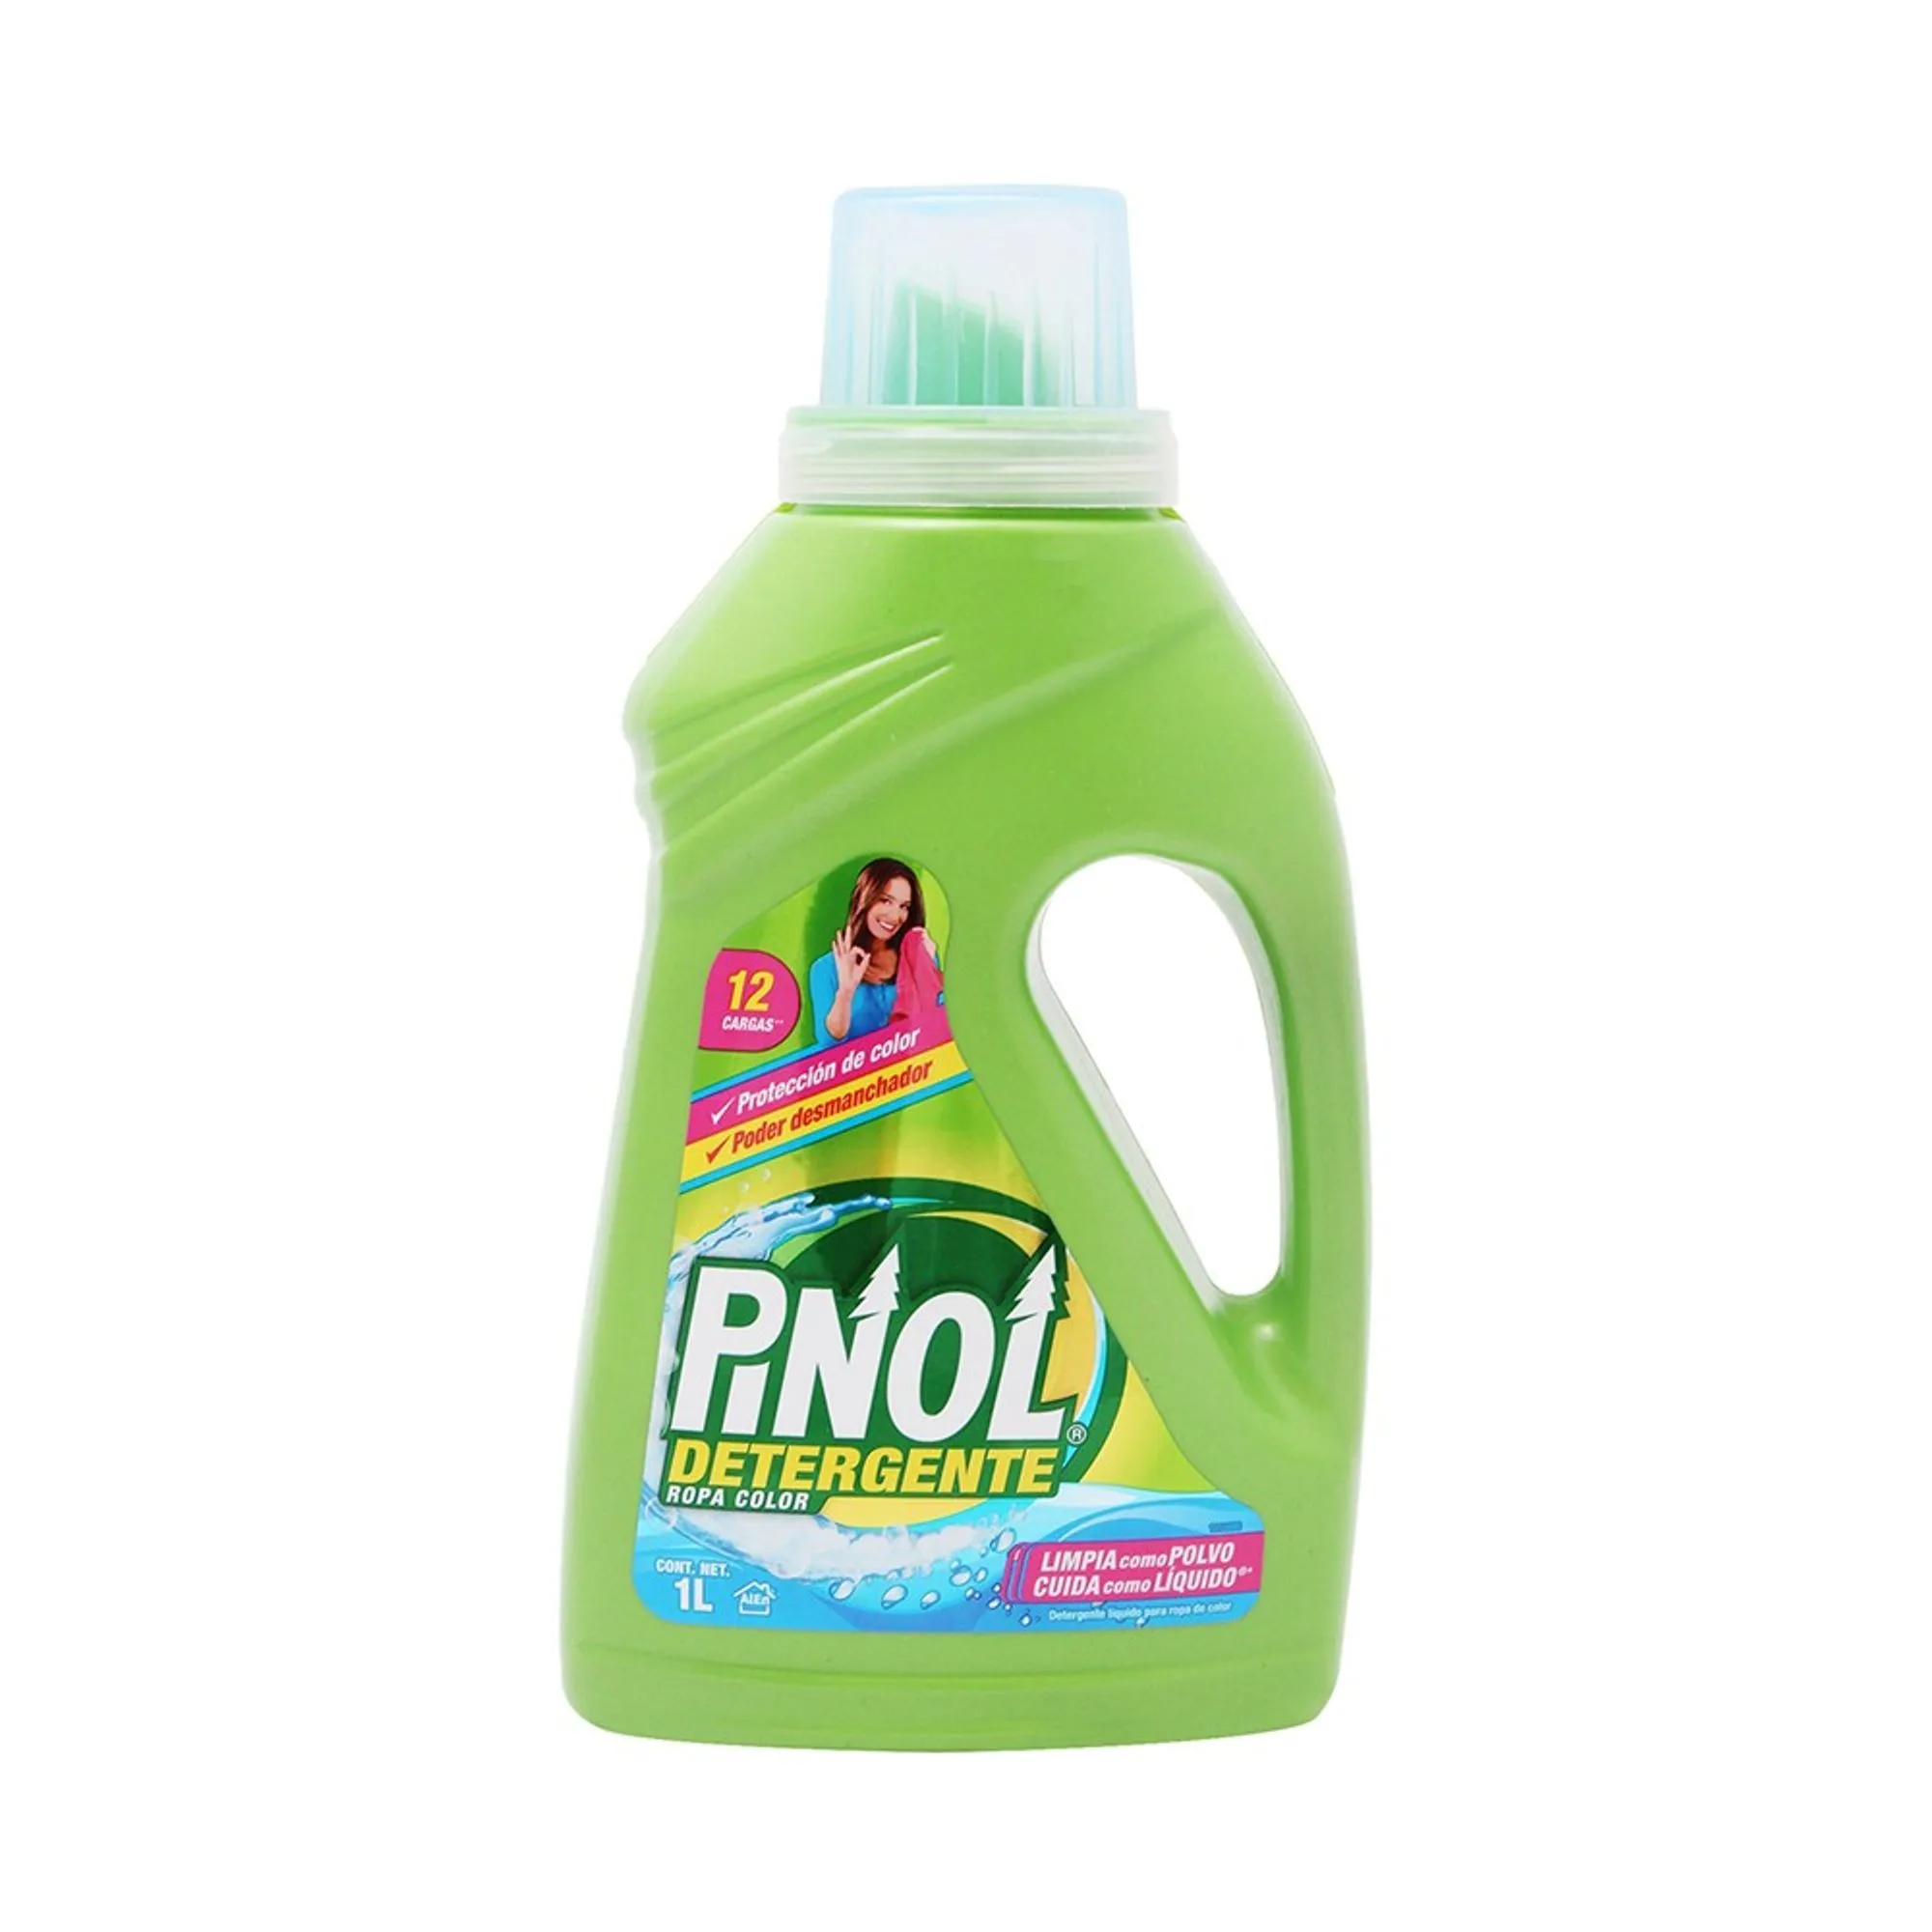 12
CARGAS**
Protección de color
Poder desmanchador
PINOL®
DETERGENTE
ROPA COLOR
CONT. NET.
1L
AlEn
LIMPIA como POLVO
CUIDA como LÍQUIDO®*
Detergente líquido para ropa de color